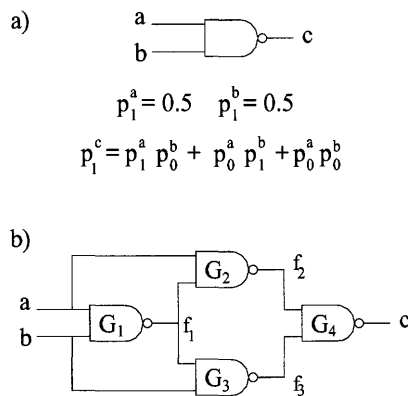 a)
a
b
c
p₁ᵃ = 0.5 p₁ᵇ = 0.5
p₁ᶜ = p₁ᵃ p₀ᵇ + p₀ᵃ p₁ᵇ + p₀ᵃ p₀ᵇ
b)
a
b
G₁
f₁
G₂
f₂
G₃
f₃
G₄
c